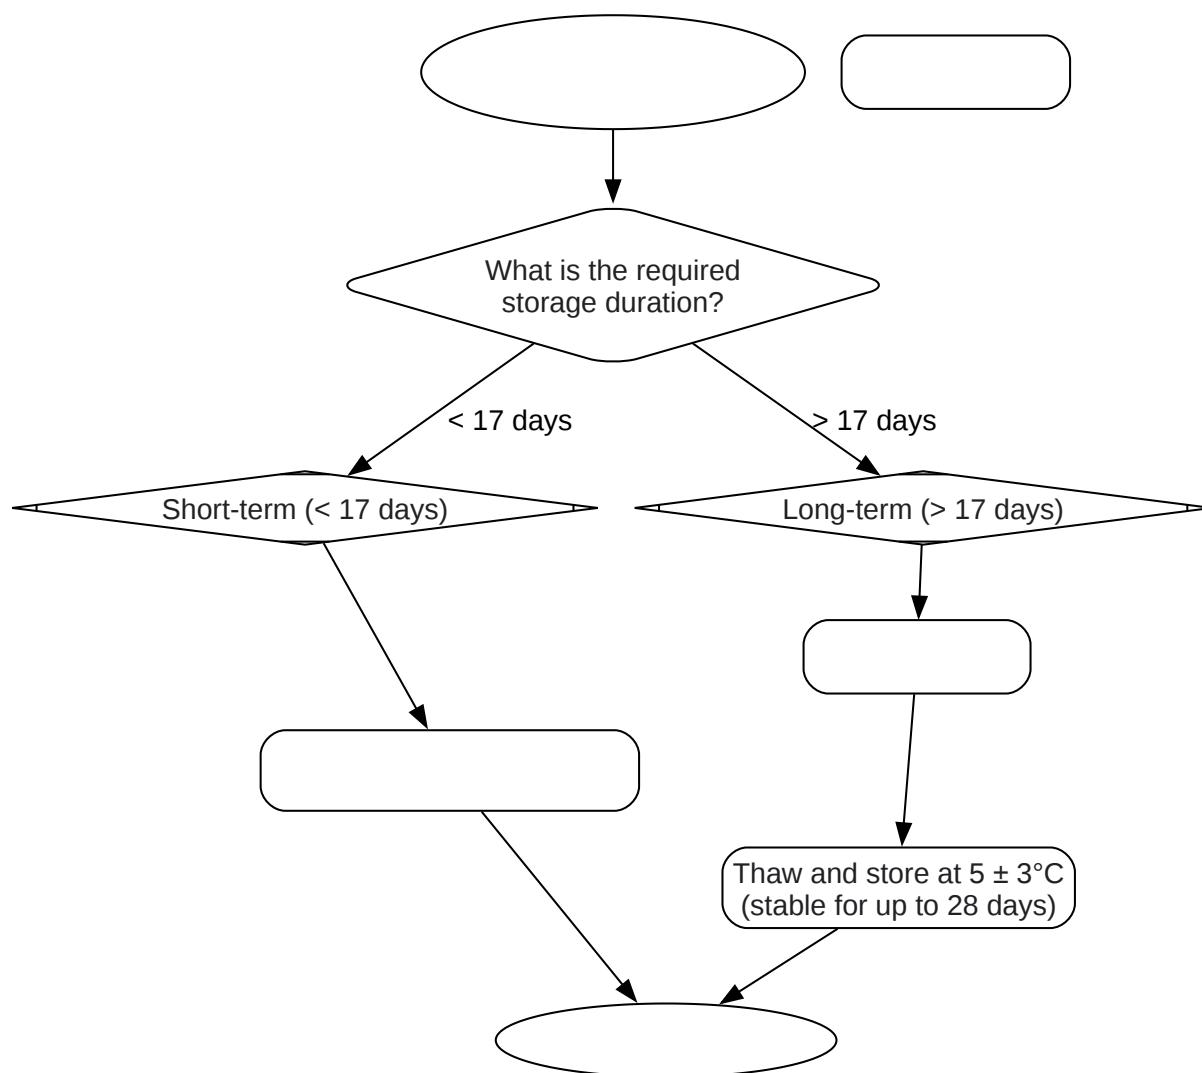 What is the required
storage duration?
< 17 days
> 17 days
Short-term (< 17 days)
Long-term (> 17 days)
Thaw and store at 5 ± 3°C
(stable for up to 28 days)